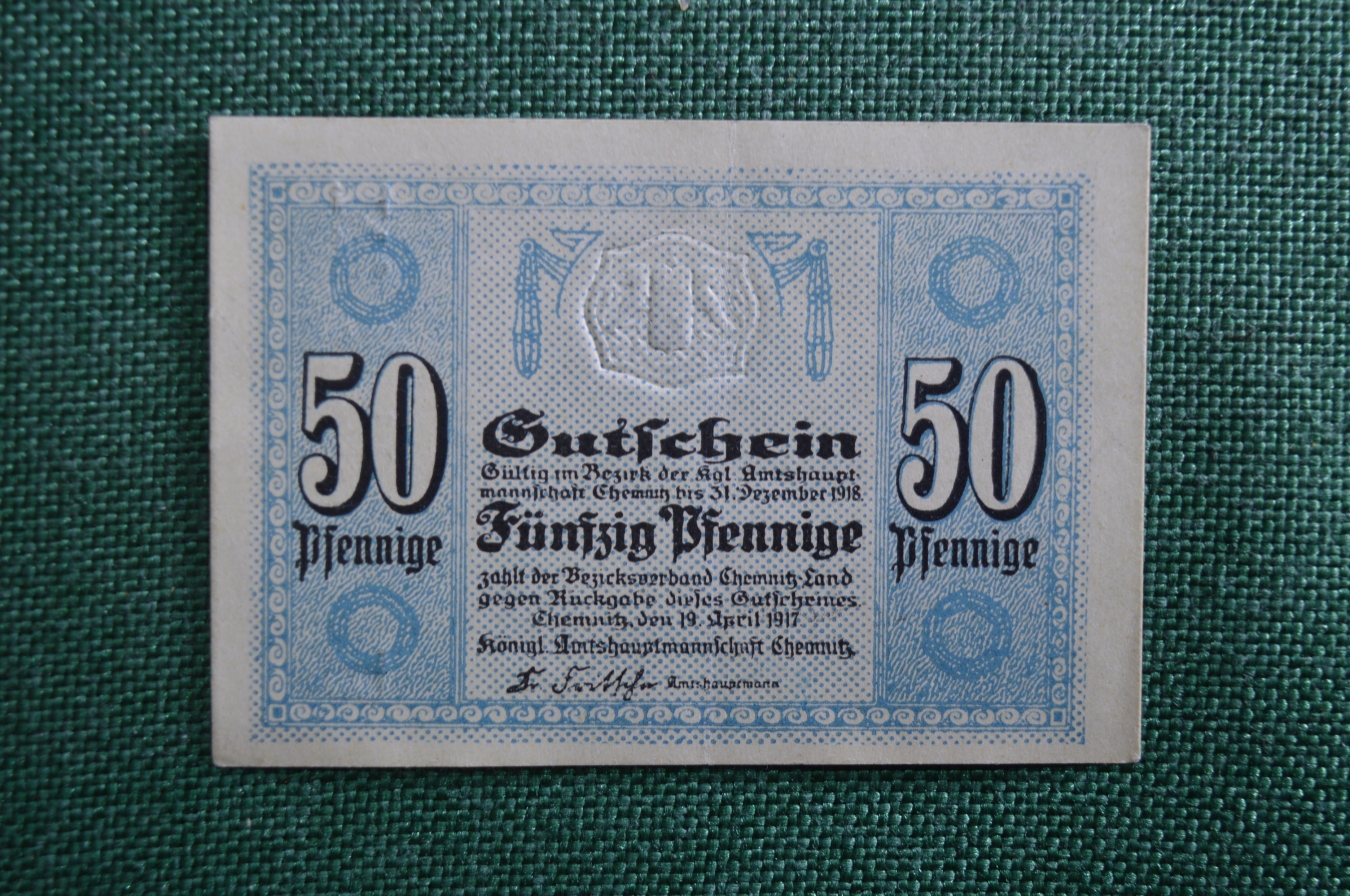 50
Pfennige
Gutschein
Gültig im Bezirk der Kgl. Amtshaupt
mannschaft Chemnitz bis 31. Dezember 1918.
Fünfzig Pfennige
zahlt der Bezirksverband Chemnitz-Land
gegen Rückgabe dieses Gutscheines.
Chemnitz, den 19. April 1917
Königl. Amtshauptmannschaft Chemnitz.
Dr Amtshauptmann
50
Pfennige